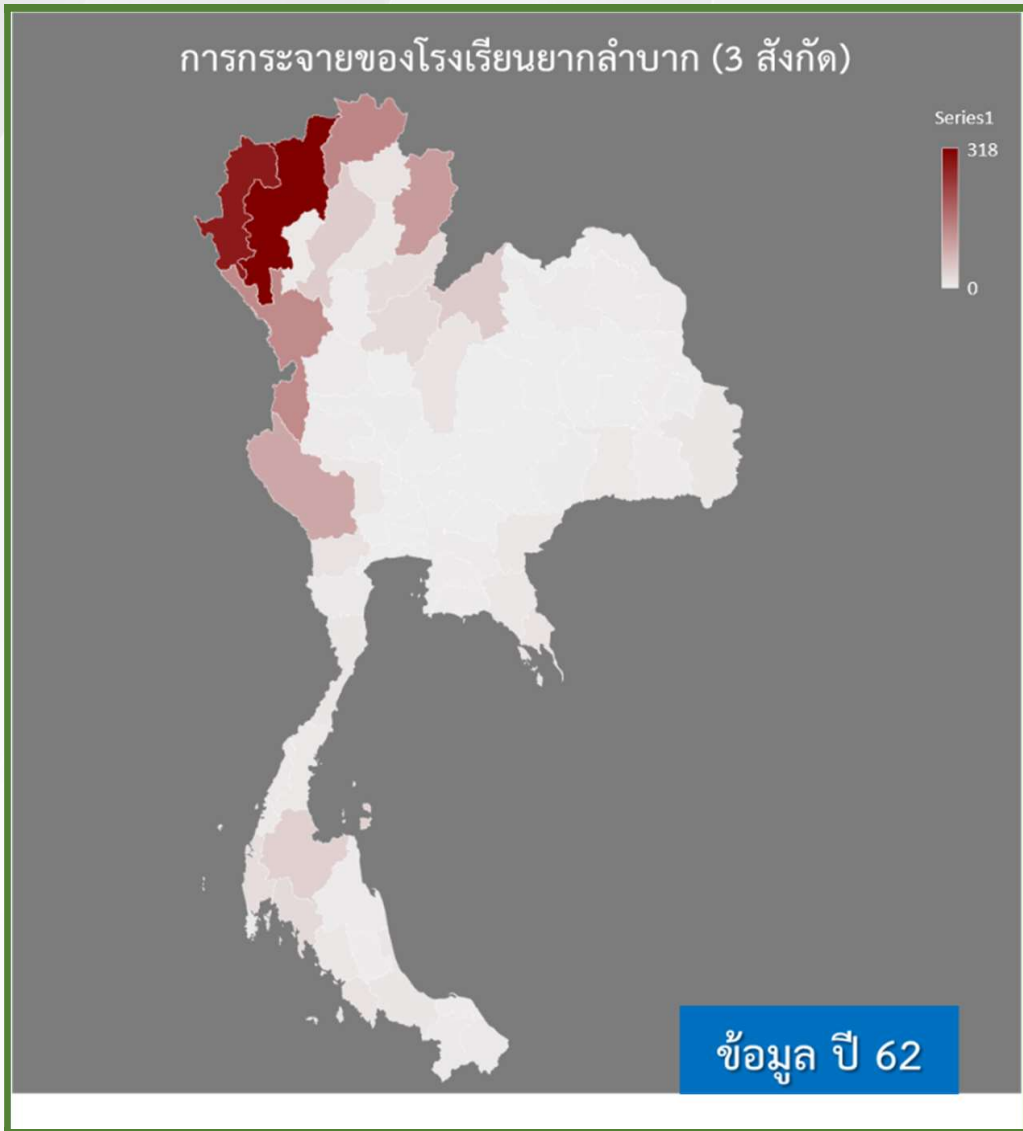 การกระจายของโรงเรียนยากลำบาก (3 สังกัด)
Series1
318
0
ข้อมูล ปี 62